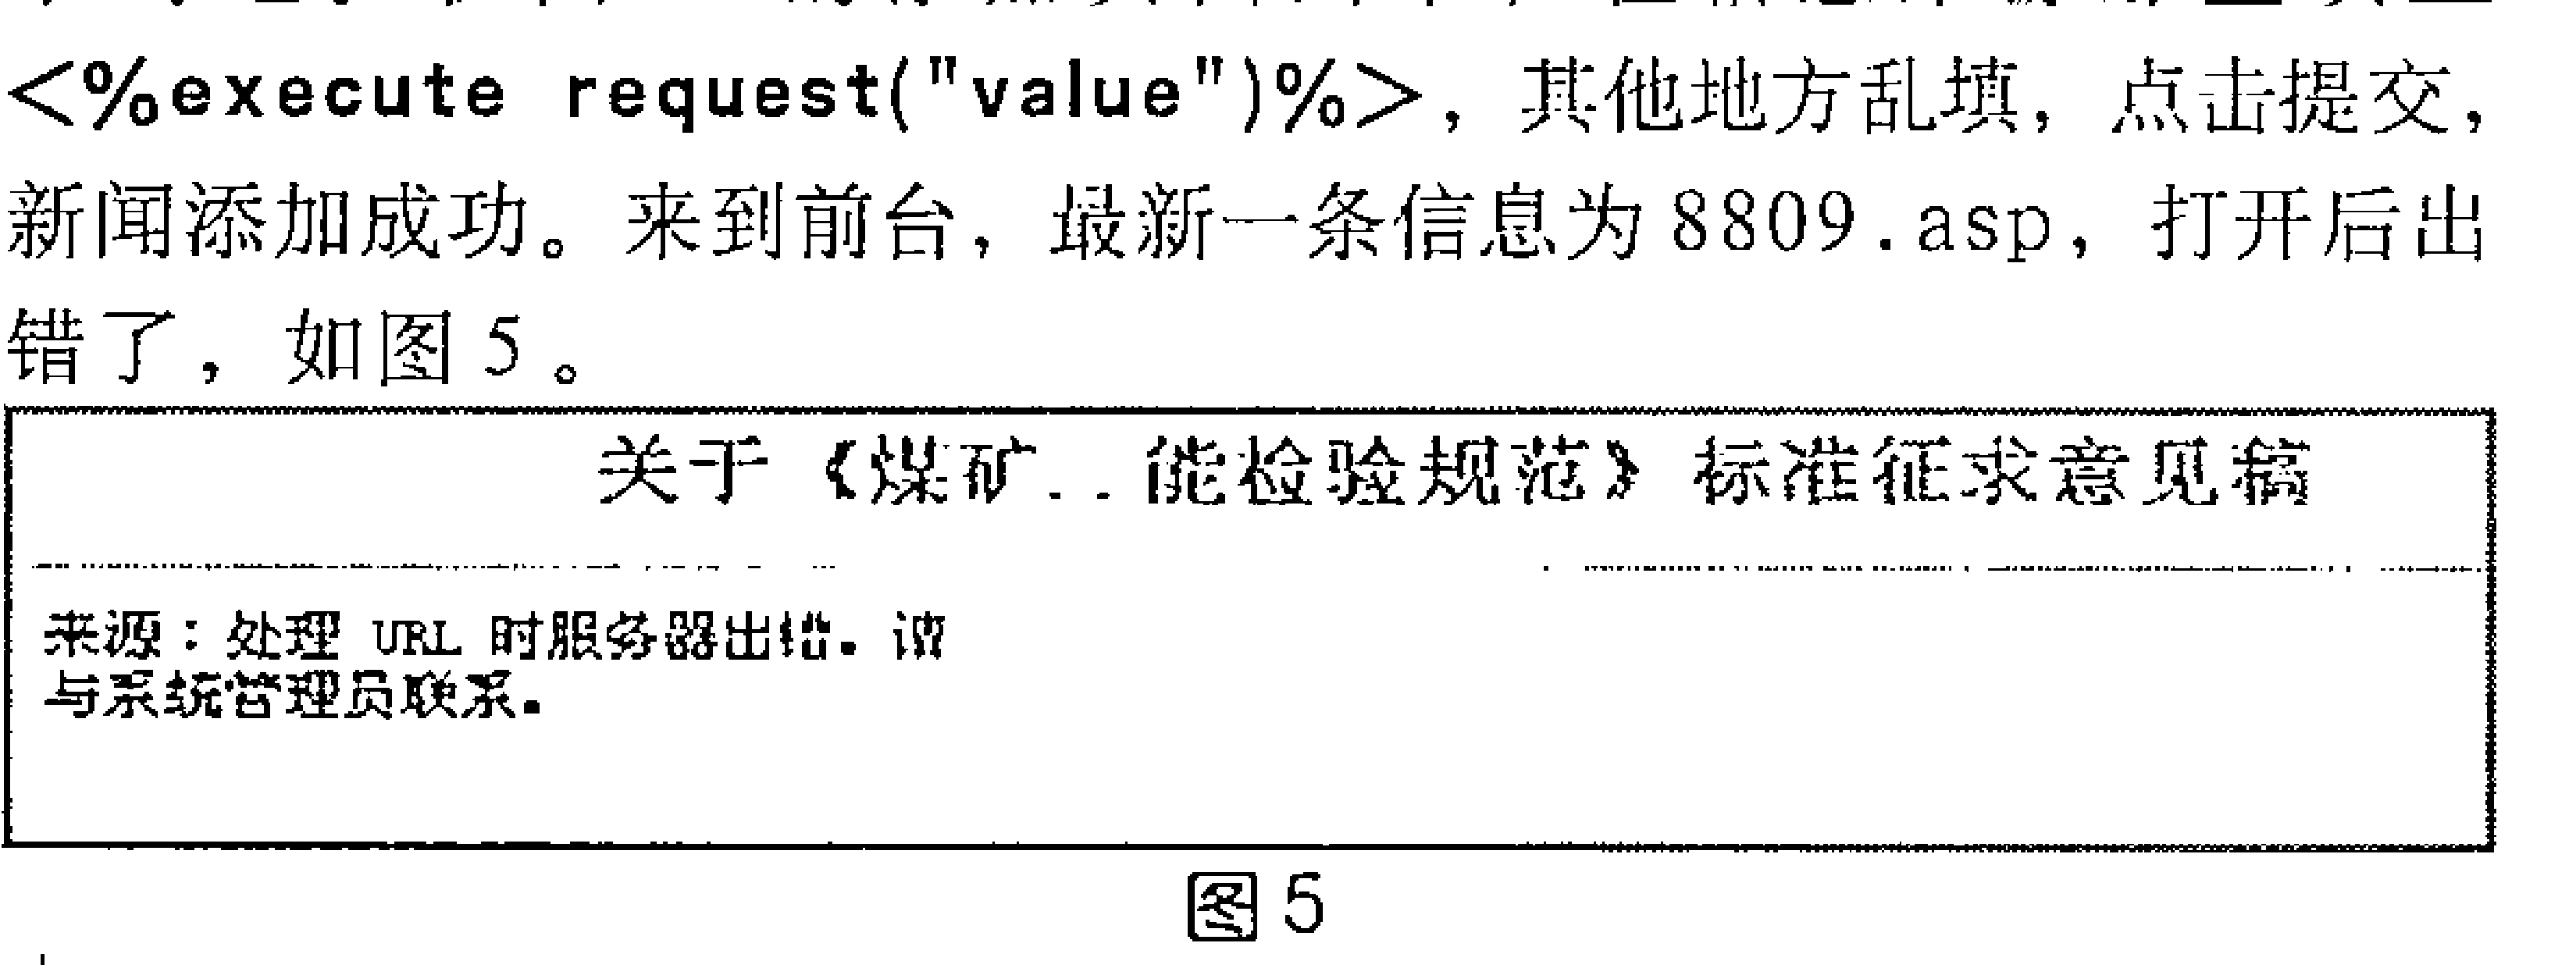 <%execute request("value")%>，其他地方乱填，点击提交，
新闻添加成功。来到前台，最新一条信息为8809.asp，打开后出
错了，如图5。
关于《煤矿..能检验规范》标准征求意见稿
来源：处理 URL 时服务器出错。请
与系统管理员联系。
图5